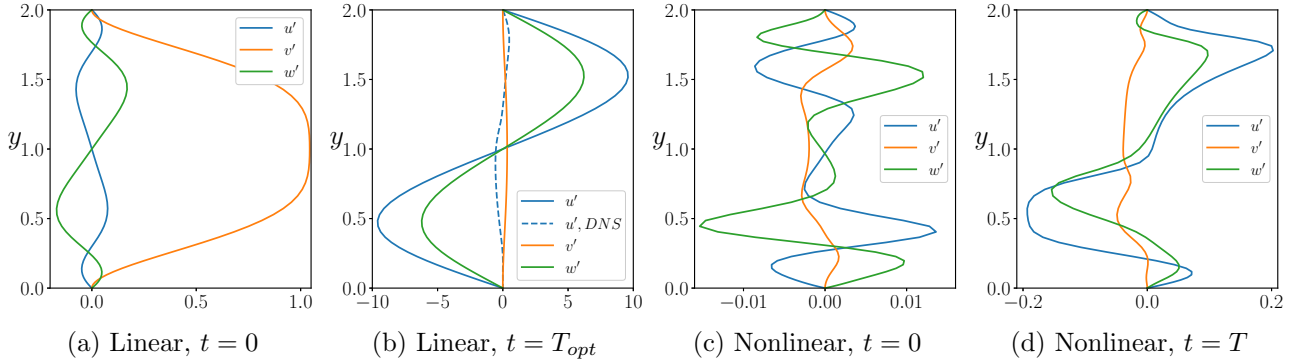 y
2.0
1.5
1.0
0.5
0.0
0.0
0.5
1.0
u′
v′
w′
(a) Linear, t = 0
y
2.0
1.5
1.0
0.5
0.0
−10
−5
0
5
10
u′
u′, DNS
v′
w′
(b) Linear, t = T_opt
y
2.0
1.5
1.0
0.5
0.0
−0.01
0.00
0.01
u′
v′
w′
(c) Nonlinear, t = 0
y
2.0
1.5
1.0
0.5
0.0
−0.2
0.0
0.2
u′
v′
w′
(d) Nonlinear, t = T